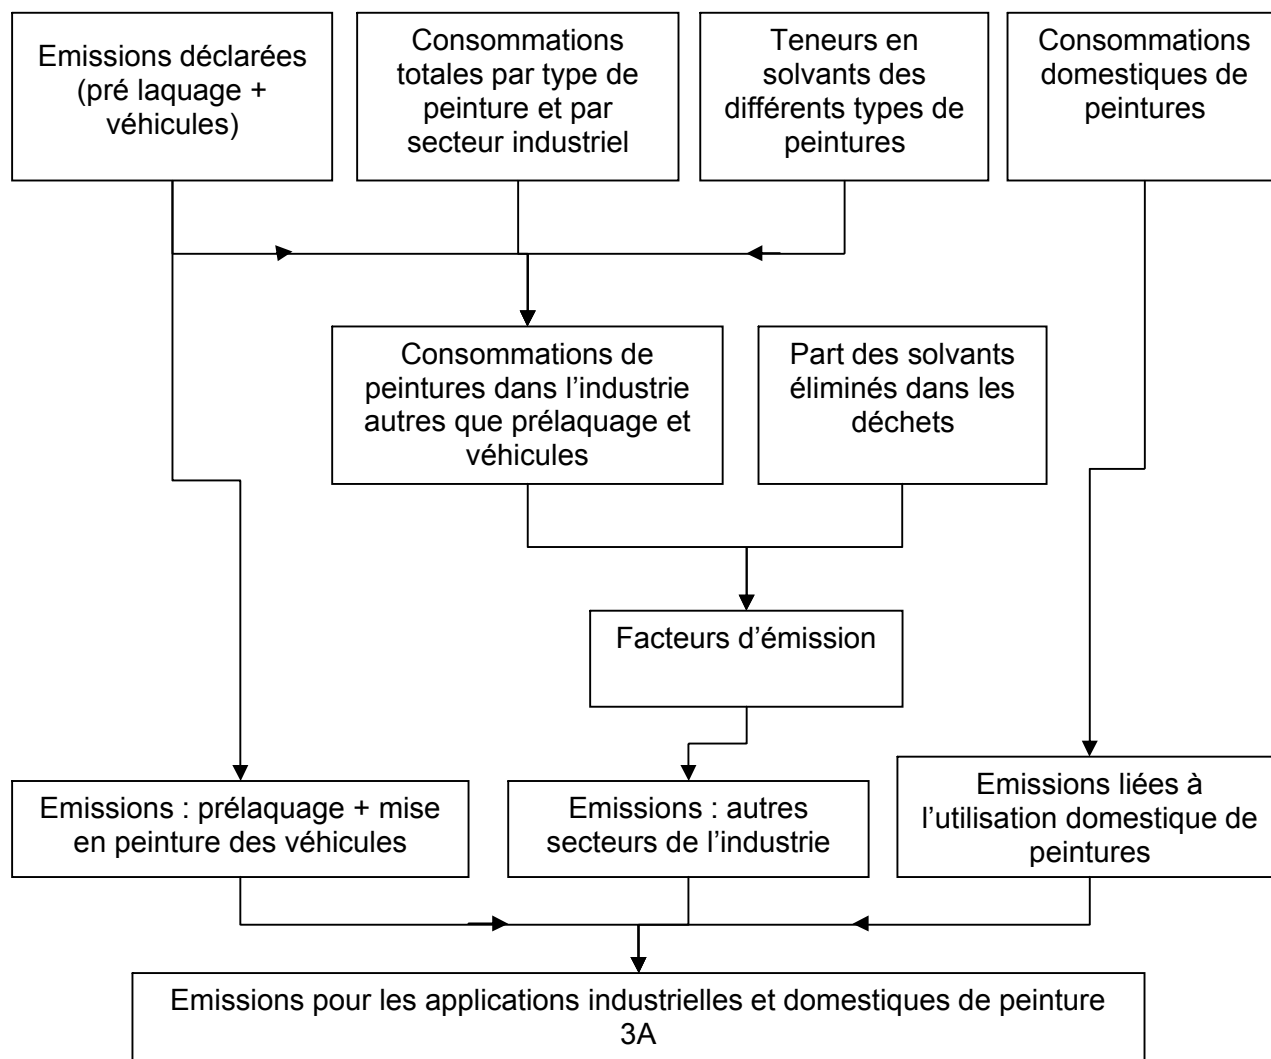 Emissions déclarées
(pré laquage +
véhicules)
Consommations
totales par type de
peinture et par
secteur industriel
Teneurs en
solvants des
différents types de
peintures
Consommations
domestiques de
peintures
Consommations de
peintures dans l’industrie
autres que prélaquage et
véhicules
Part des solvants
éliminés dans les
déchets
Facteurs d’émission
Emissions : prélaquage + mise
en peinture des véhicules
Emissions : autres
secteurs de l’industrie
Emissions liées à
l’utilisation domestique de
peintures
Emissions pour les applications industrielles et domestiques de peinture
3A